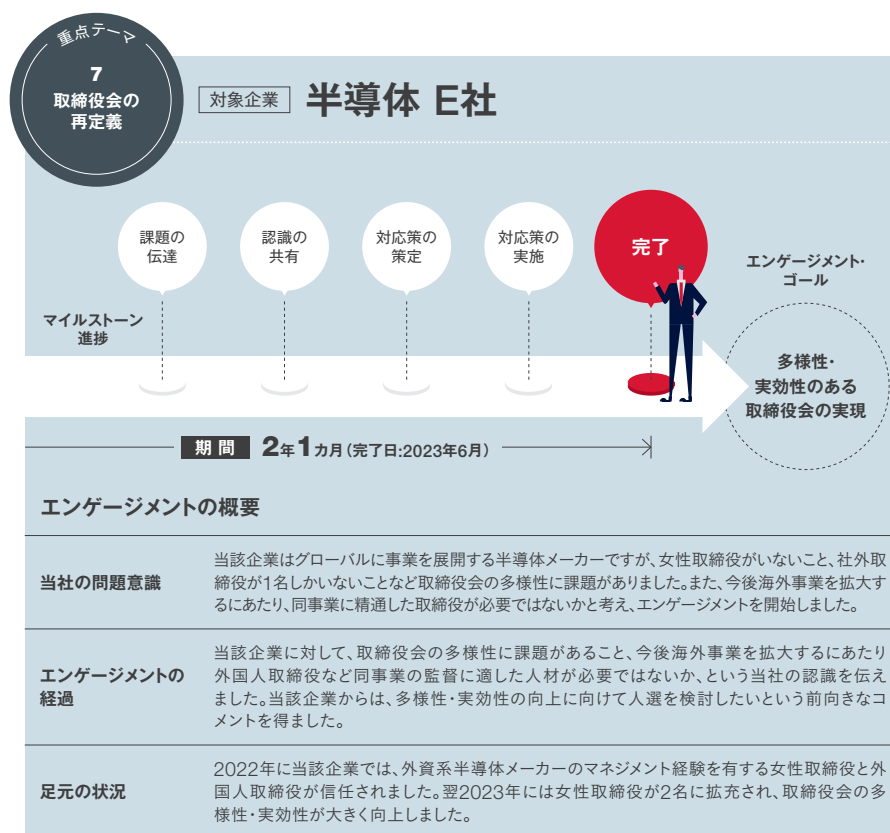 重点テーマ
7
取締役会の
再定義
対象企業
半導体 E社
課題の
伝達
認識の
共有
対応策の
策定
対応策の
実施
完了
エンゲージメント・
ゴール
マイルストーン
進捗
多様性・
実効性のある
取締役会の実現
期間 2年1カ月(完了日:2023年6月)
エンゲージメントの概要
当社の問題意識
当該企業はグローバルに事業を展開する半導体メーカーですが、女性取締役がいないこと、社外取
締役が1名しかいないことなど取締役会の多様性に課題がありました。また、今後海外事業を拡大す
るにあたり、同事業に精通した取締役が必要ではないかと考え、エンゲージメントを開始しました。
エンゲージメントの
経過
当該企業に対して、取締役会の多様性に課題があること、今後海外事業を拡大するにあたり
外国人取締役など同事業の監督に適した人材が必要ではないか、という当社の認識を伝え
ました。当該企業からは、多様性・実効性の向上に向けて人選を検討したいという前向きなコ
メントを得ました。
足元の状況
2022年に当該企業では、外資系半導体メーカーのマネジメント経験を有する女性取締役と外
国人取締役が信任されました。翌2023年には女性取締役が2名に拡充され、取締役会の多
様性・実効性が大きく向上しました。